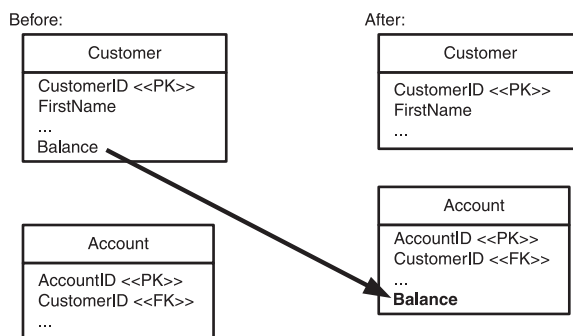 Before:
Customer
CustomerID <<PK>>
FirstName
...
Balance
Account
AccountID <<PK>>
CustomerID <<FK>>
...
After:
Customer
CustomerID <<PK>>
FirstName
...
Account
AccountID <<PK>>
CustomerID <<FK>>
...
Balance